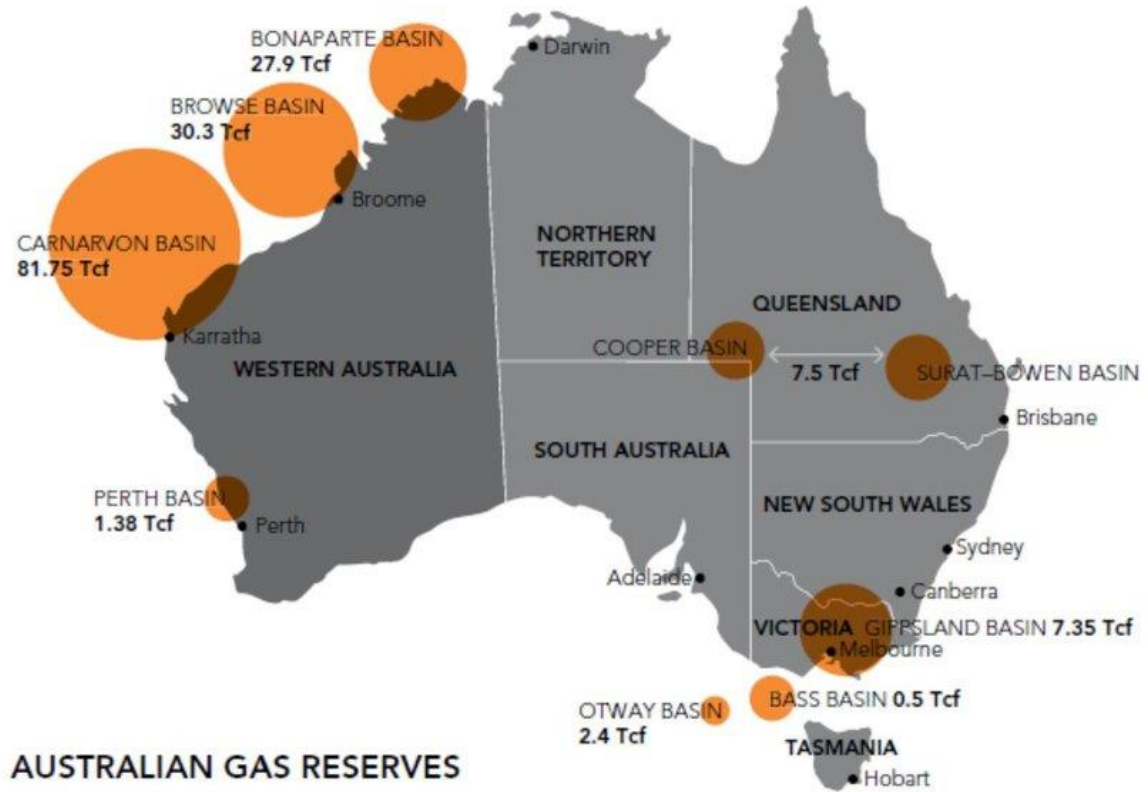 BONAPARTE BASIN
27.9 Tcf
Darwin
BROWSE BASIN
30.3 Tcf
Broome
CARNARVON BASIN
81.75 Tcf
NORTHERN
TERRITORY
QUEENSLAND
Karratha
COOPER BASIN
WESTERN AUSTRALIA
7.5 Tcf
SURAT–BOWEN BASIN
Brisbane
SOUTH AUSTRALIA
PERTH BASIN
1.38 Tcf
NEW SOUTH WALES
Perth
Sydney
Adelaide
Canberra
VICTORIA
GIPPSLAND BASIN 7.35 Tcf
Melbourne
BASS BASIN 0.5 Tcf
OTWAY BASIN
2.4 Tcf
TASMANIA
Hobart
AUSTRALIAN GAS RESERVES